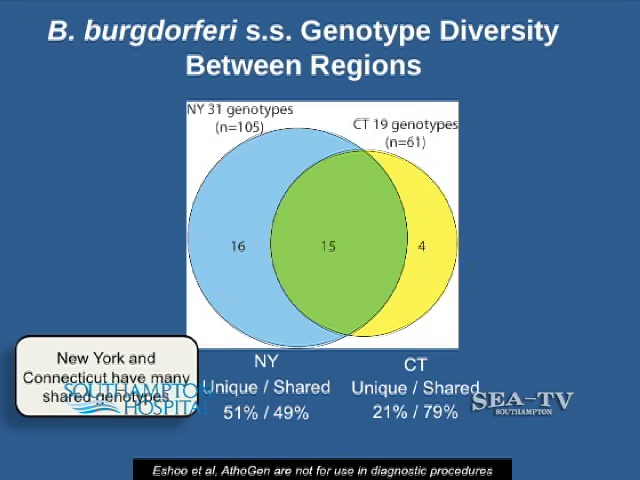 B. burgdorferi s.s. Genotype Diversity
Between Regions
NY 31 genotypes
(n=105)
CT 19 genotypes
(n=61)
16
15
4
New York and
Connecticut have many
shared genotypes
SOUTHAMPTON
HOSPITAL
NY
Unique / Shared
51% / 49%
CT
Unique / Shared
21% / 79%
SEA-TV
SOUTHAMPTON
Eshoo et al, AthoGen are not for use in diagnostic procedures